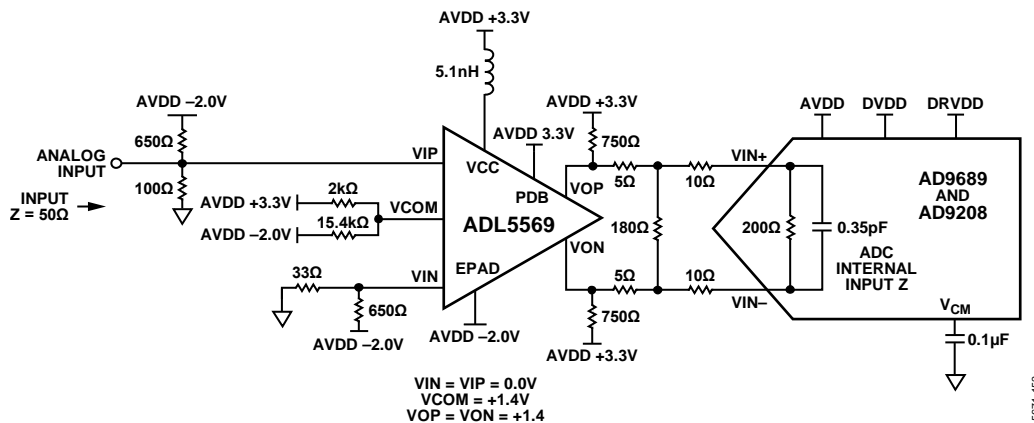 AVDD +3.3V
5.1nH
AVDD –2.0V
AVDD +3.3V
AVDD DVDD DRVDD
650Ω
AVDD 3.3V
750Ω
ANALOG
INPUT
VIP
VCC
PDB
VOP
5Ω
10Ω
VIN+
100Ω
INPUT
Z = 50Ω
AVDD +3.3V
2kΩ
VCOM
15.4kΩ
AVDD –2.0V
ADL5569
180Ω
200Ω
0.35pF
AD9689
AND
AD9208
ADC
INTERNAL
INPUT Z
33Ω
VIN
EPAD
VON
5Ω
10Ω
VIN–
650Ω
AVDD –2.0V
AVDD –2.0V
750Ω
AVDD +3.3V
VCM
0.1µF
VIN = VIP = 0.0V
VCOM = +1.4V
VOP = VON = +1.4